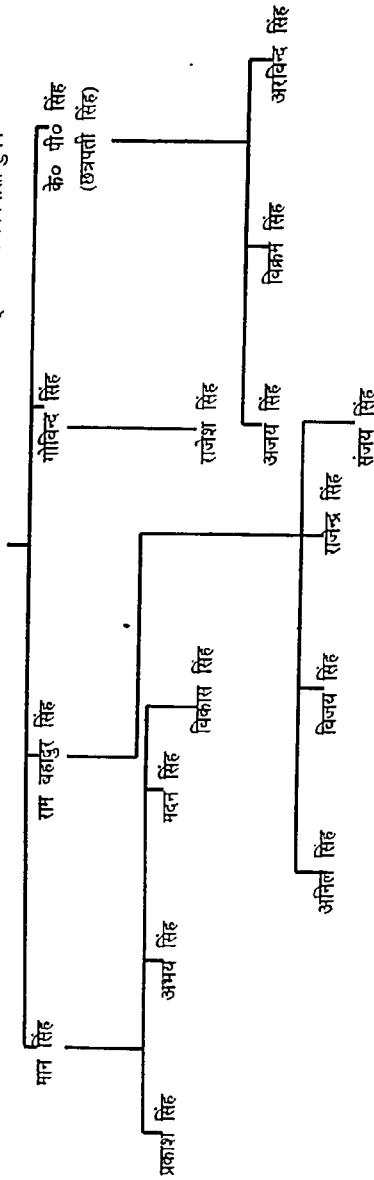 मान सिंह
राम बहादुर सिंह
गोविन्द सिंह
के० पी० सिंह
(छत्रपती सिंह)
प्रकाश सिंह
अभय सिंह
मदन सिंह
विकास सिंह
राजेश सिंह
अजय सिंह
विक्रम सिंह
अरविन्द सिंह
अनिल सिंह
विजय सिंह
राजेन्द्र सिंह
संजय सिंह